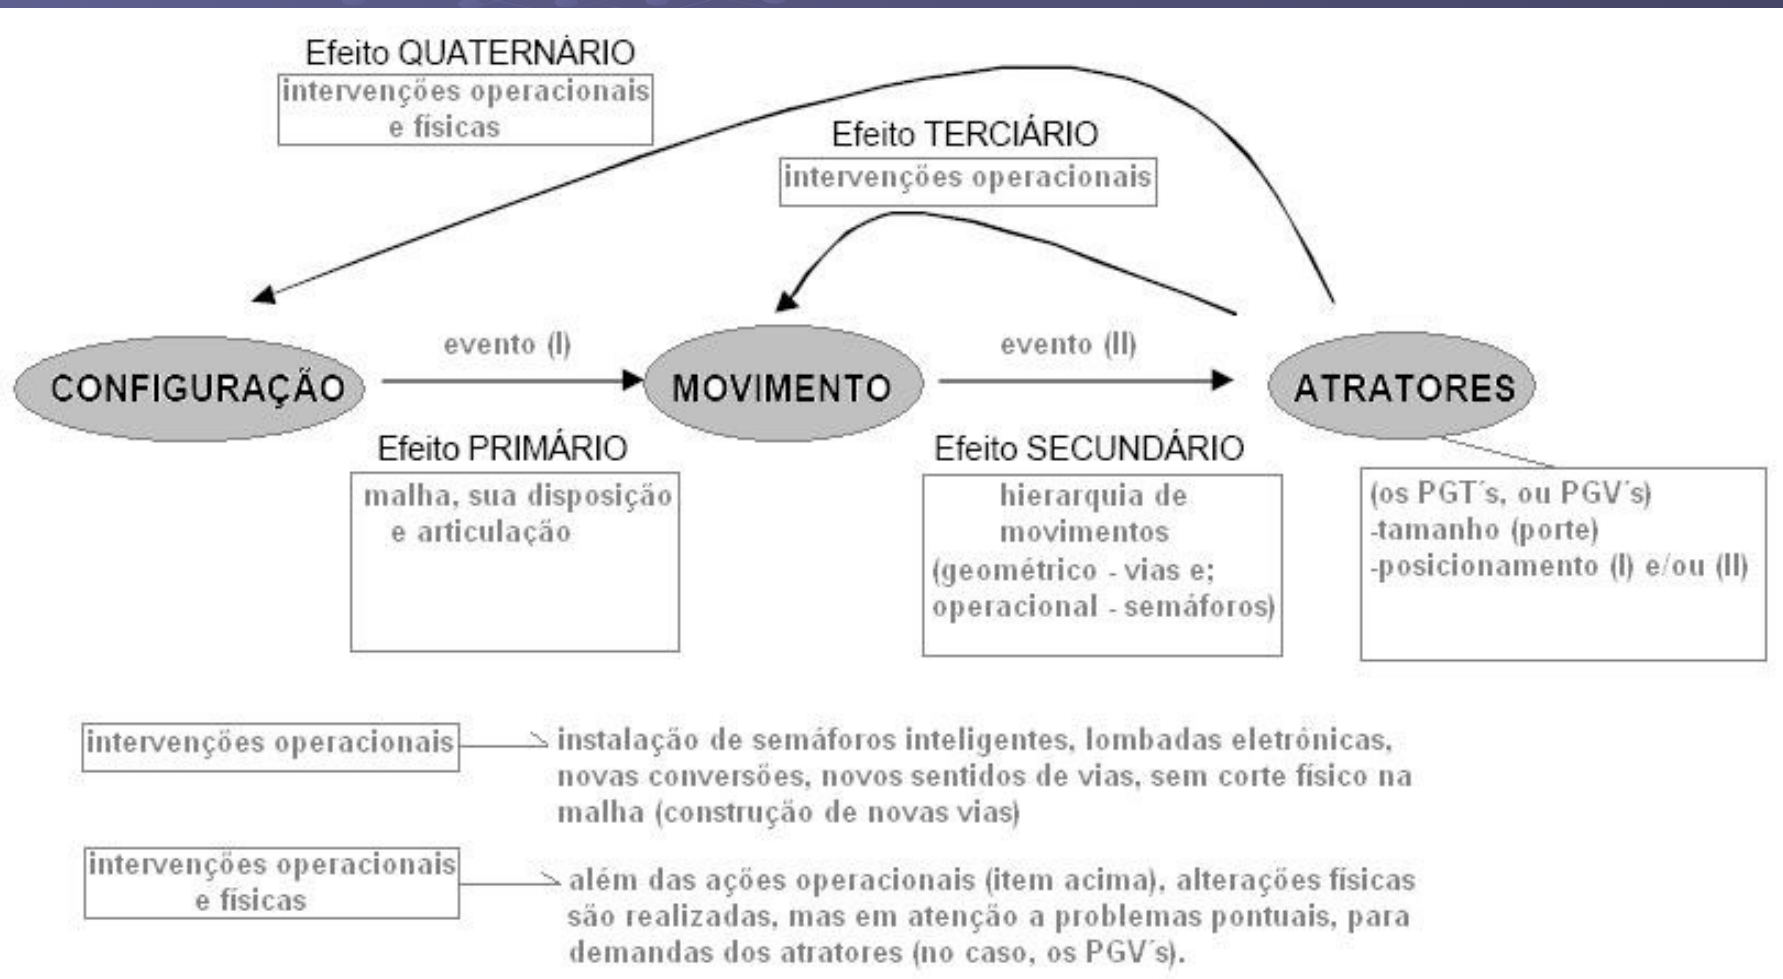 Efeito QUATERNÁRIO
intervenções operacionais
e físicas
Efeito TERCIÁRIO
intervenções operacionais
evento (I)
evento (II)
CONFIGURAÇÃO
MOVIMENTO
ATRATORES
Efeito PRIMÁRIO
malha, sua disposição
e articulação
Efeito SECUNDÁRIO
hierarquia de
movimentos
(geométrico - vias e;
operacional - semáforos)
(os PGT´s, ou PGV´s)
-tamanho (porte)
-posicionamento (I) e/ou (II)
intervenções operacionais
instalação de semáforos inteligentes, lombadas eletrônicas,
novas conversões, novos sentidos de vias, sem corte físico na
malha (construção de novas vias)
intervenções operacionais
e físicas
além das ações operacionais (item acima), alterações físicas
são realizadas, mas em atenção a problemas pontuais, para
demandas dos atratores (no caso, os PGV´s).